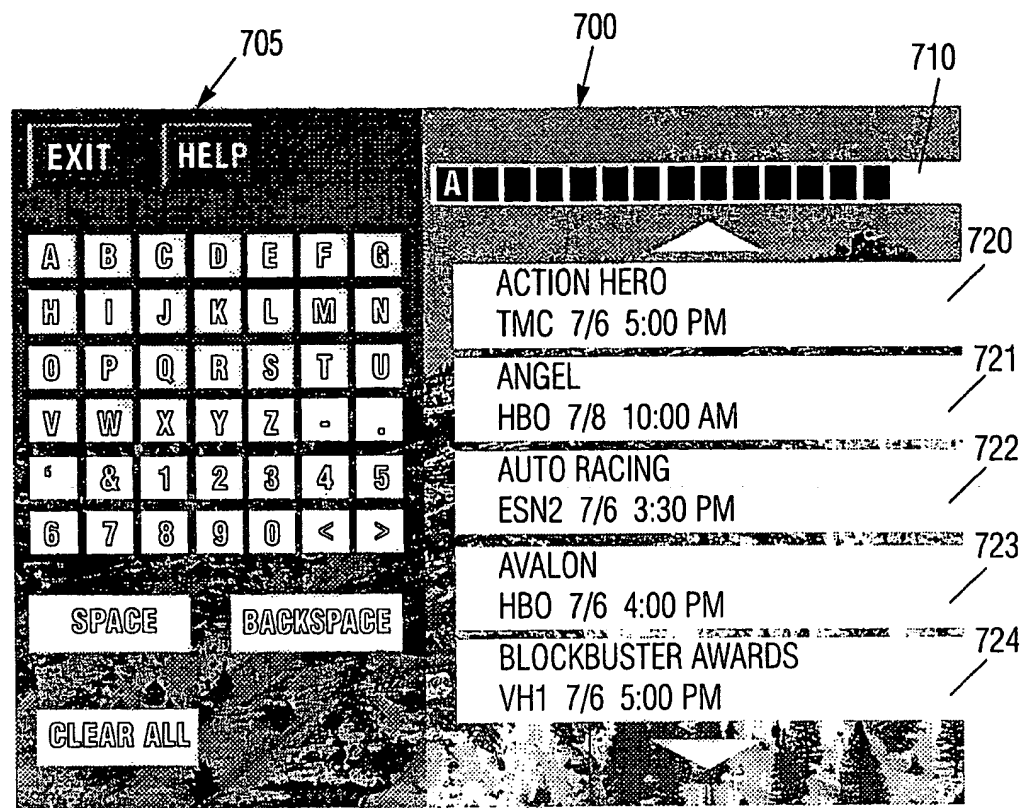 705
700
710
EXIT HELP
A
A B C D E F G
H I J K L M N
O P Q R S T U
V W X Y Z - .
‘ & 1 2 3 4 5
6 7 8 9 0 < >
SPACE BACKSPACE
CLEAR ALL
720
ACTION HERO
TMC 7/6 5:00 PM
721
ANGEL
HBO 7/8 10:00 AM
722
AUTO RACING
ESN2 7/6 3:30 PM
723
AVALON
HBO 7/6 4:00 PM
724
BLOCKBUSTER AWARDS
VH1 7/6 5:00 PM